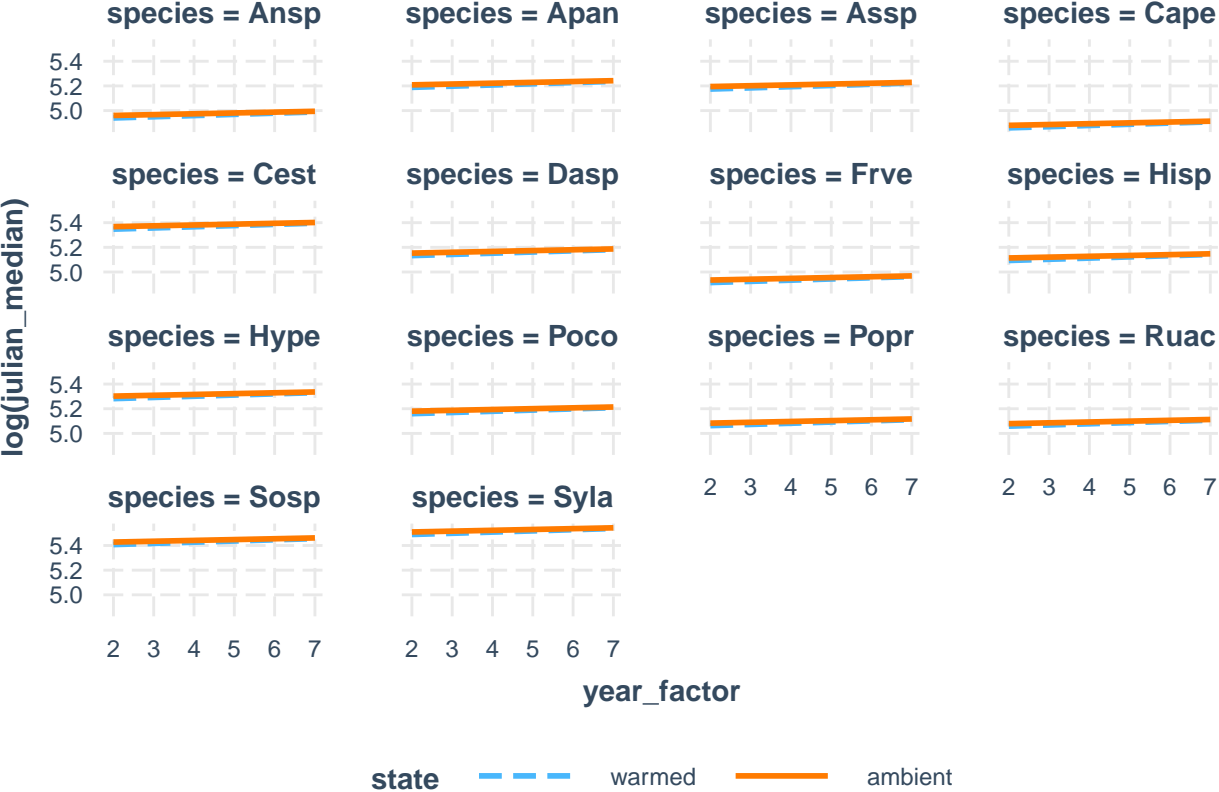 species = Ansp species = Apan species = Assp species = Cape
5.4
5.2
5.0
species = Cest species = Dasp species = Frve species = Hisp
5.4
5.2
5.0
species = Hype species = Poco species = Popr species = Ruac
5.4
5.2
5.0
2 3 4 5 6 7 2 3 4 5 6 7
species = Sosp species = Syla
5.4
5.2
5.0
2 3 4 5 6 7 2 3 4 5 6 7
log(julian_median)
year_factor
state warmed ambient